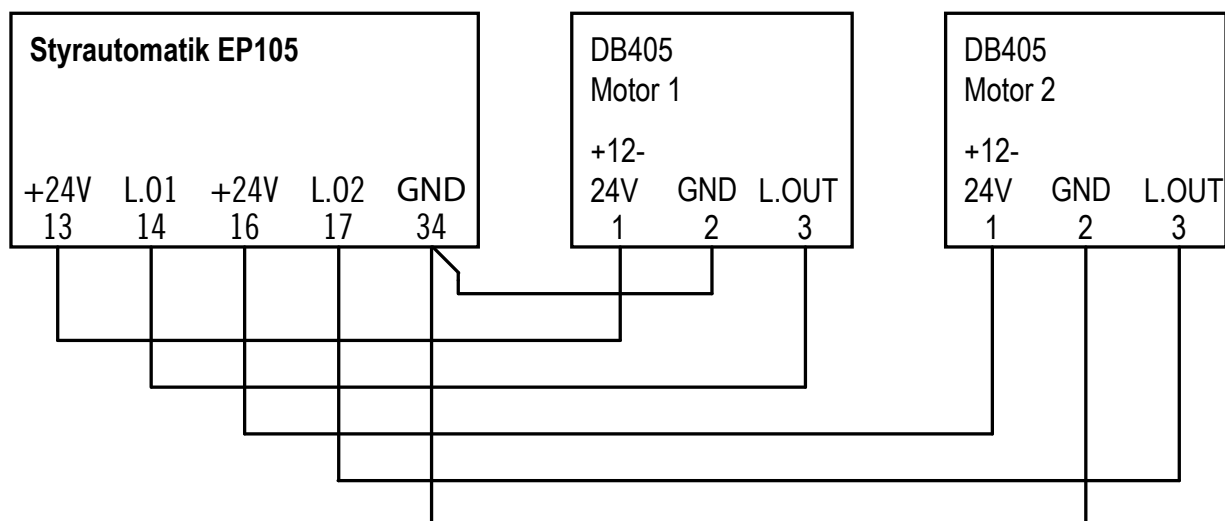 Styrautomatik EP105
+24V L.01 +24V L.02 GND
13 14 16 17 34
DB405
Motor 1
+12-
24V GND L.OUT
1 2 3
DB405
Motor 2
+12-
24V GND L.OUT
1 2 3